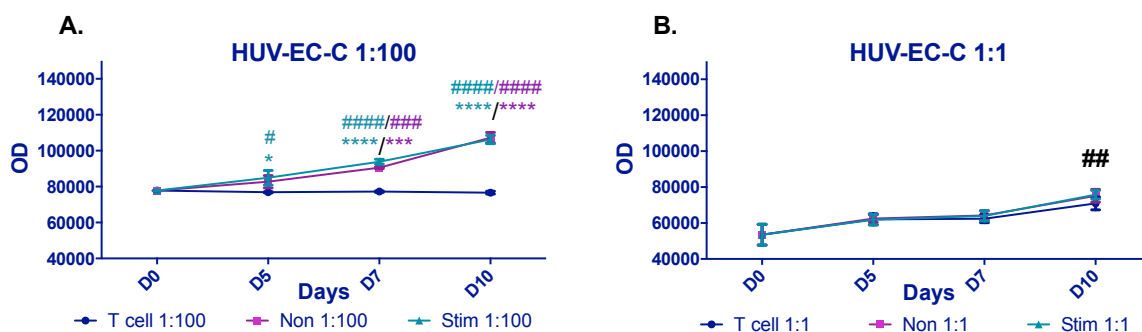 A.
HUV-EC-C 1:100
140000
120000
100000
80000
60000
40000
OD
#
*
####/###
****/***
####/####
****/****
D0
D5
D7
D10
Days
T cell 1:100
Non 1:100
Stim 1:100
B.
HUV-EC-C 1:1
140000
120000
100000
80000
60000
40000
OD
##
D0
D5
D7
D10
Days
T cell 1:1
Non 1:1
Stim 1:1